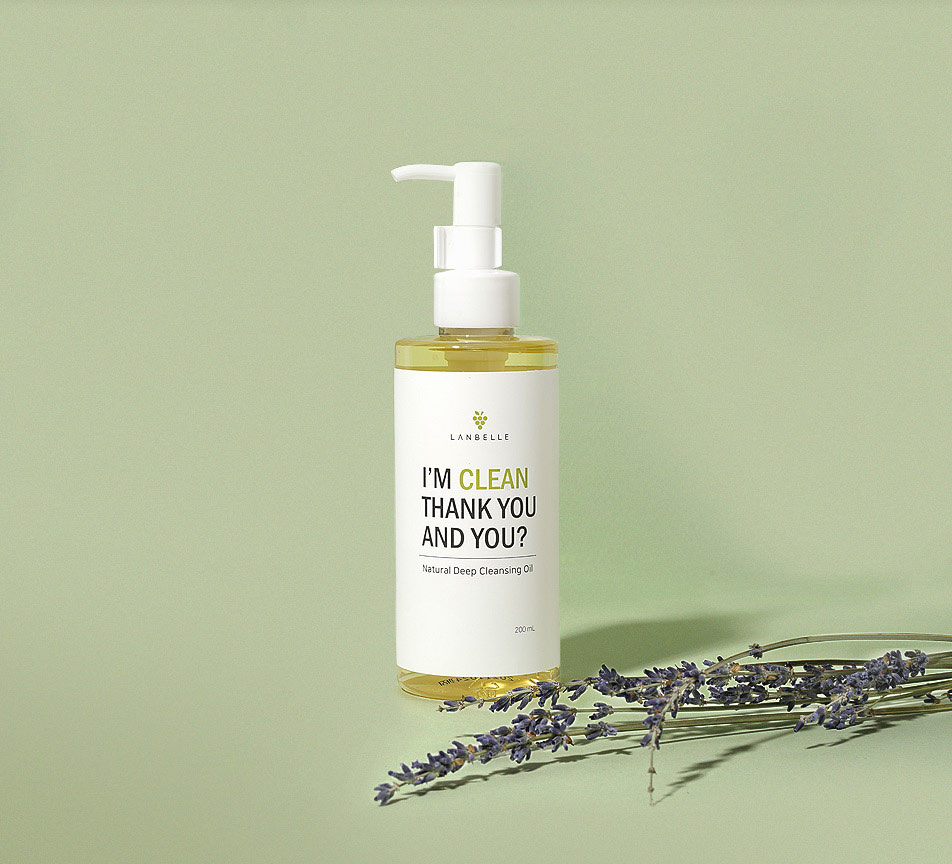 LANBELLE
I'M CLEAN
THANK YOU
AND YOU?
Natural Deep Cleansing Oil
200 mL